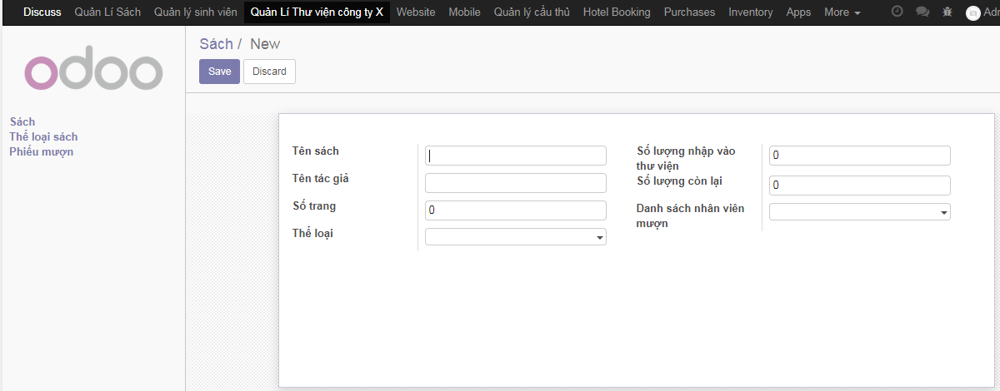 Discuss Quản Lí Sách Quản lý sinh viên Quản Lí Thư viện công ty X Website Mobile Quản lý cầu thủ Hotel Booking Purchases Inventory Apps More Adr
odoo
Sách / New
Save Discard
Sách
Thể loại sách
Phiếu mượn
Tên sách
Tên tác giả
Số trang 0
Thể loại
Số lượng nhập vào
thư viện 0
Số lượng còn lại 0
Danh sách nhân viên
mượn